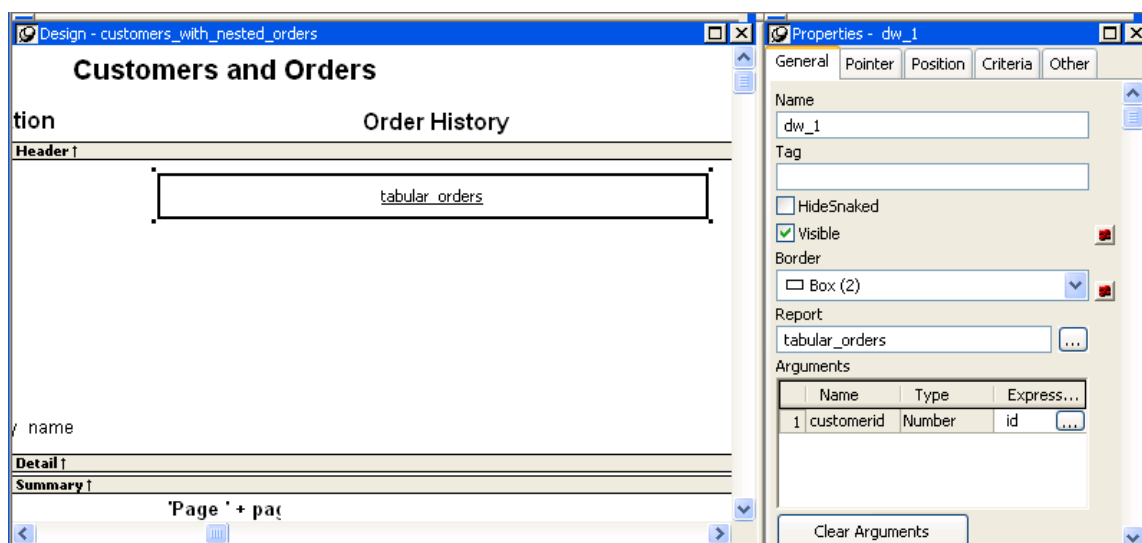 Design - customers_with_nested_orders
Customers and Orders
tion
Order History
Header ↑
tabular_orders
y_name
Detail ↑
Summary ↑
'Page ' + pag
Properties - dw_1
General Pointer Position Criteria Other
Name
dw_1
Tag
HideSnaked
Visible
Border
Box (2)
Report
tabular_orders
...
Arguments
Name Type Express...
1 customerid Number id ...
Clear Arguments